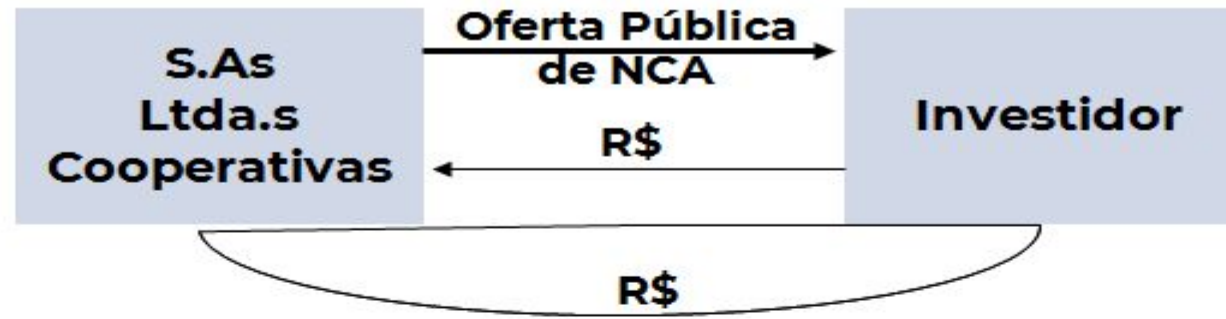 S.As
Ltda.s
Cooperativas
Oferta Pública
de NCA
R$
Investidor
R$